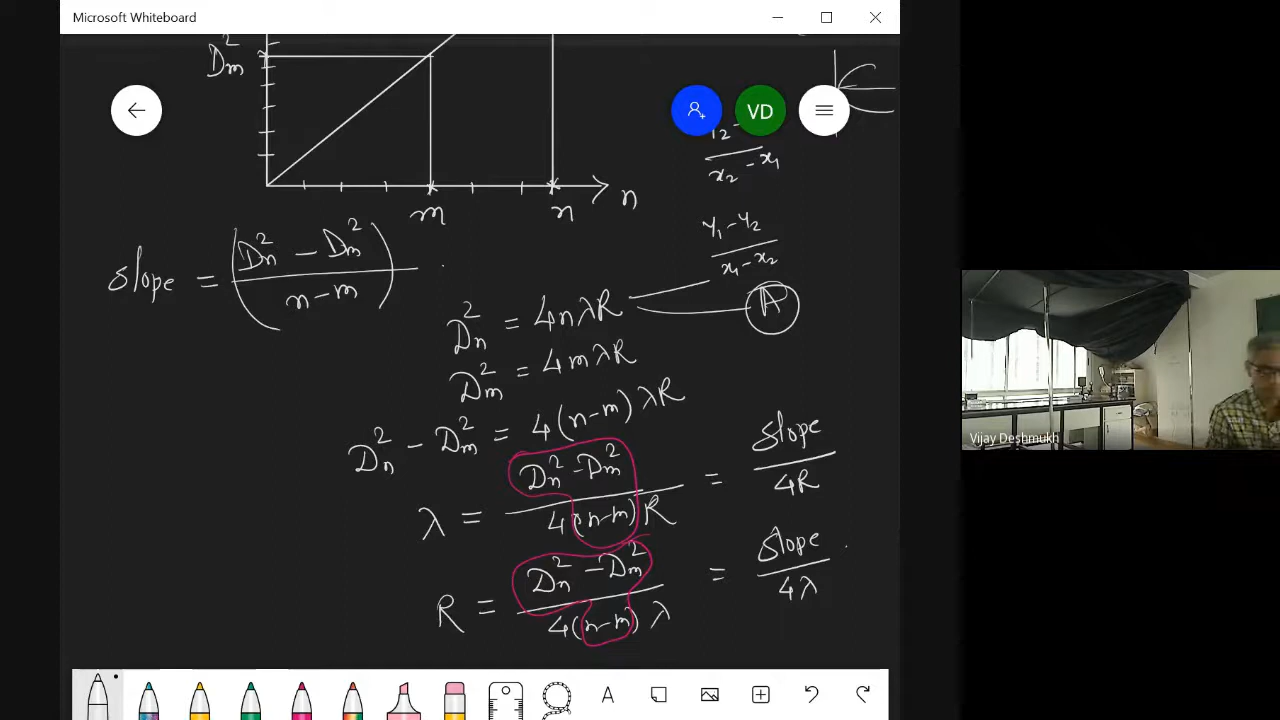 Microsoft Whiteboard
Dm²
VD
x₂ - x₁
m
n
n
y₁ - y₂
x₁ - x₂
slope = (Dn² - Dm²
n - m)
A
Dn² = 4nλR
Dm² = 4mλR
Dn² - Dm² = 4(n-m)λR
λ = Dn² - Dm² = slope
4(n-m)R 4R
R = Dn² - Dm² = slope
4(n-m)λ 4λ
Vijay Deshmukh
A